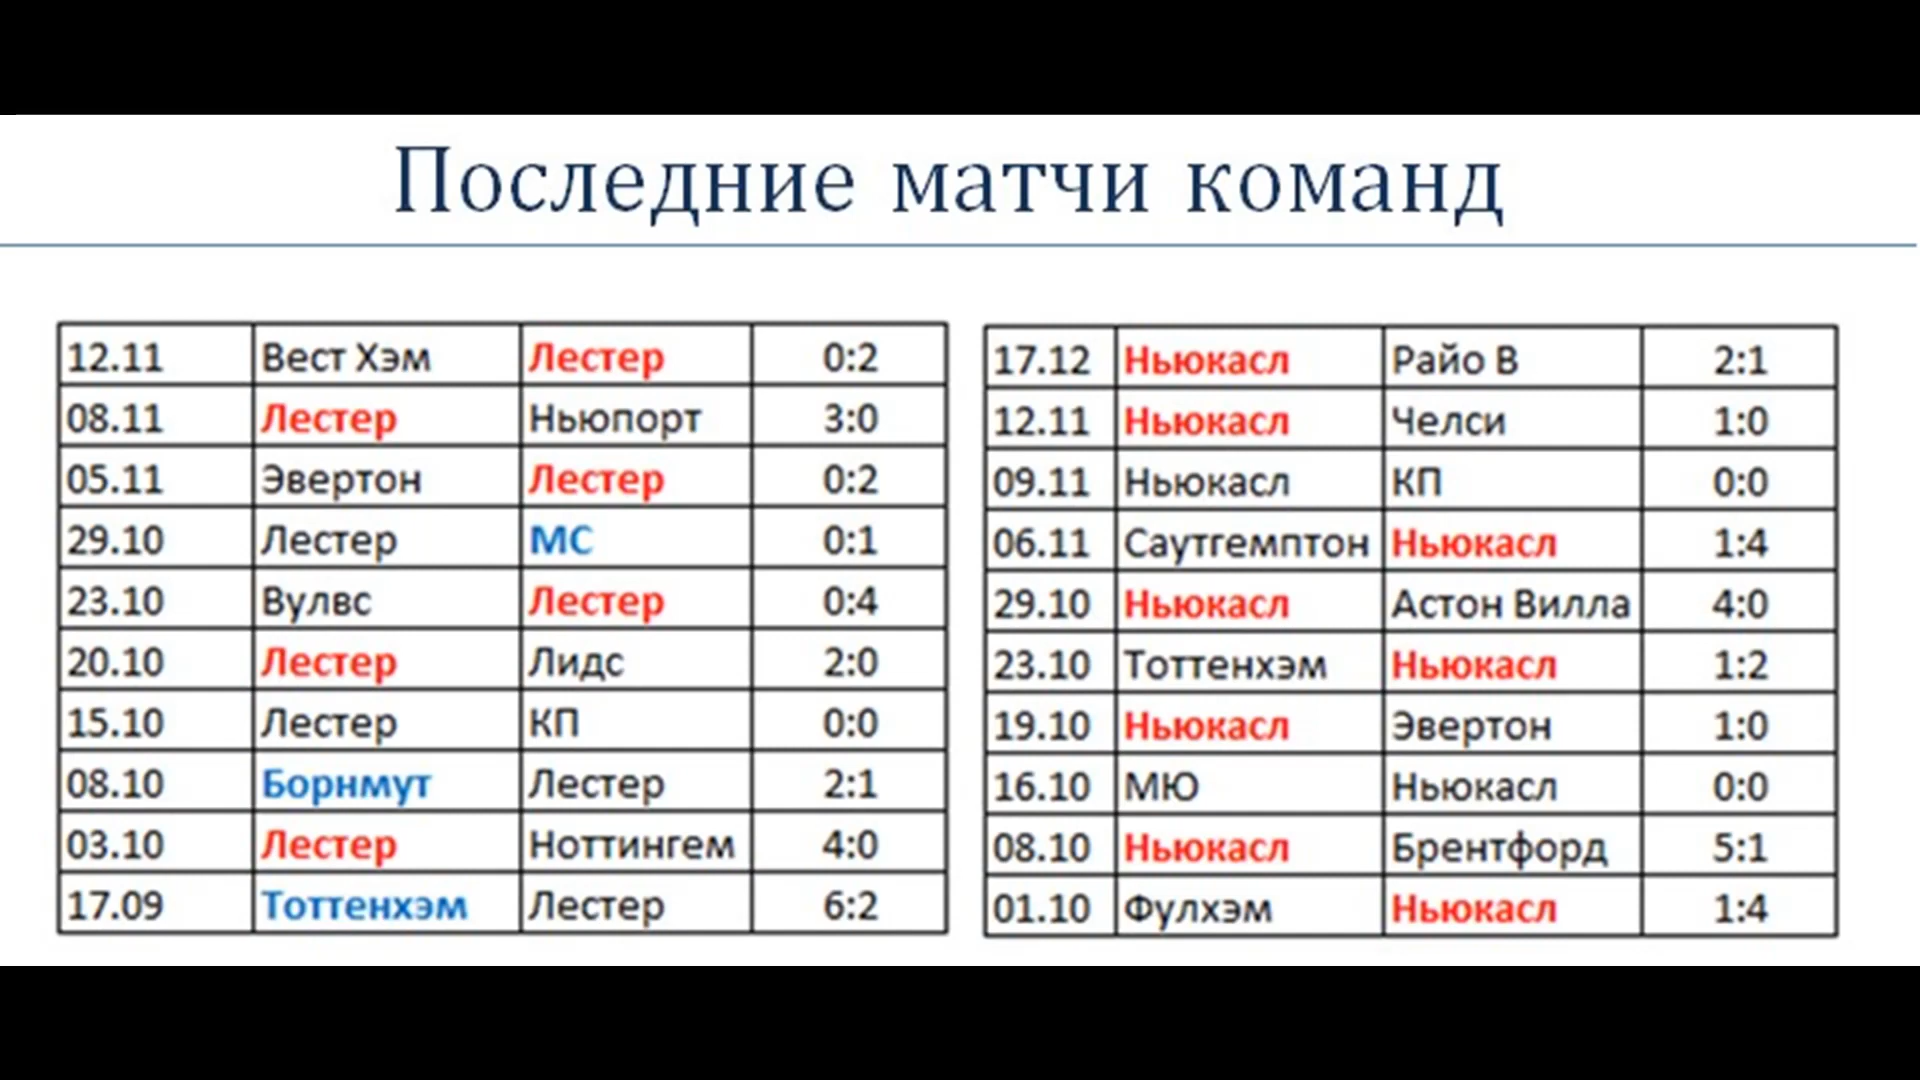 Последние матчи команд
12.11 Вест Хэм Лестер 0:2
08.11 Лестер Ньюпорт 3:0
05.11 Эвертон Лестер 0:2
29.10 Лестер МС 0:1
23.10 Вулвс Лестер 0:4
20.10 Лестер Лидс 2:0
15.10 Лестер КП 0:0
08.10 Борнмут Лестер 2:1
03.10 Лестер Ноттингем 4:0
17.09 Тоттенхэм Лестер 6:2
17.12 Ньюкасл Райо В 2:1
12.11 Ньюкасл Челси 1:0
09.11 Ньюкасл КП 0:0
06.11 Саутгемптон Ньюкасл 1:4
29.10 Ньюкасл Астон Вилла 4:0
23.10 Тоттенхэм Ньюкасл 1:2
19.10 Ньюкасл Эвертон 1:0
16.10 МЮ Ньюкасл 0:0
08.10 Ньюкасл Брентфорд 5:1
01.10 Фулхэм Ньюкасл 1:4